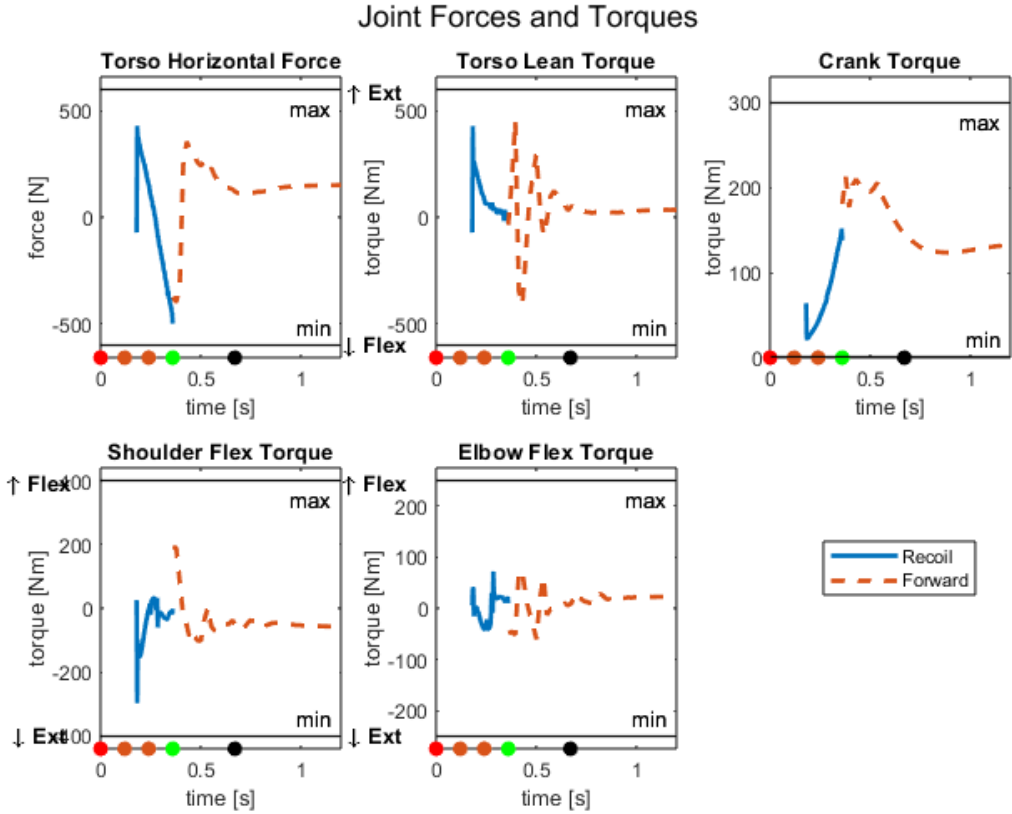 Joint Forces and Torques
Torso Horizontal Force
500
0
-500
force [N]
max
min
0
0.5
1
time [s]
Torso Lean Torque
↑ Ext
↓ Flex
500
0
-500
torque [Nm]
max
min
0
0.5
1
time [s]
Crank Torque
300
200
100
0
torque [Nm]
max
min
0
0.5
1
time [s]
Shoulder Flex Torque
↑ Flex
↓ Ext
400
200
0
-200
-400
torque [Nm]
max
min
0
0.5
1
time [s]
Elbow Flex Torque
↑ Flex
↓ Ext
200
100
0
-100
-200
torque [Nm]
max
min
0
0.5
1
time [s]
Recoil
Forward